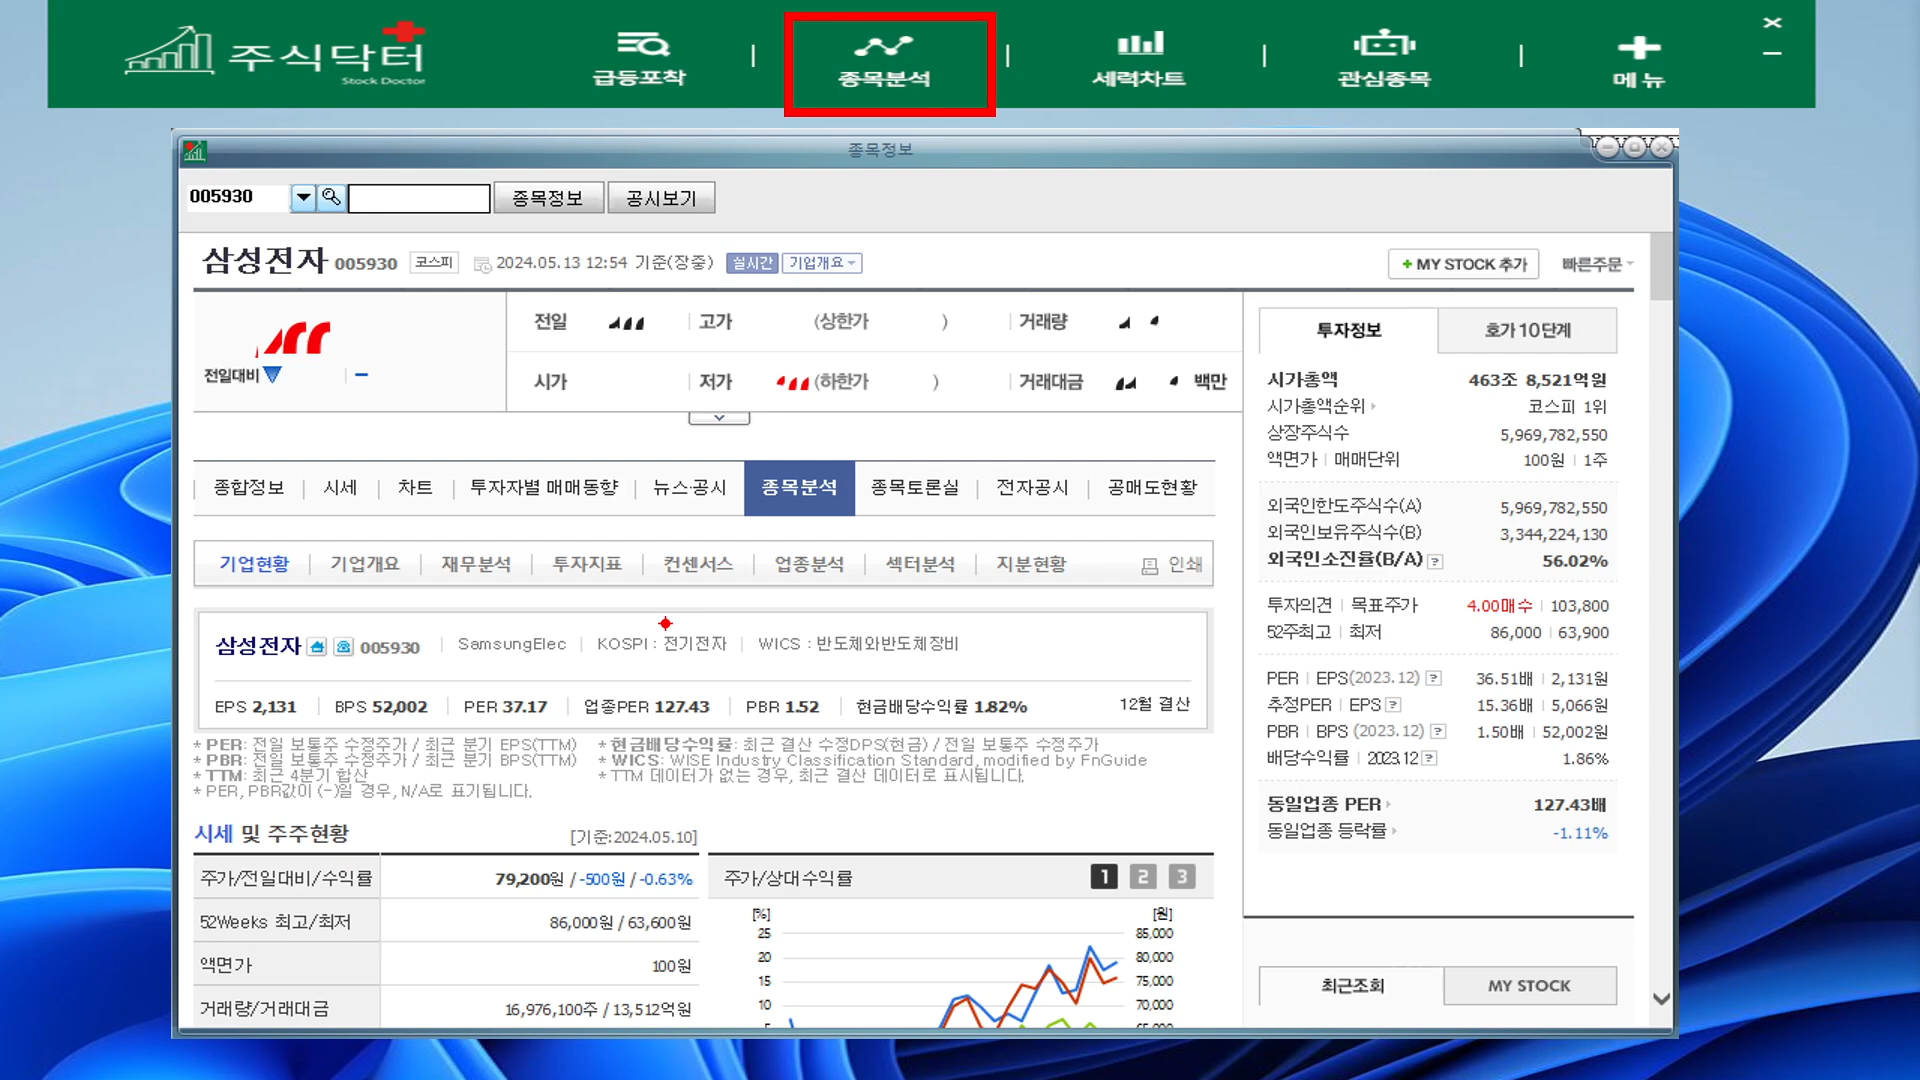 주식닥터
Stock Doctor
급등포착
종목분석
세력차트
관심종목
메뉴
종목정보
005930
종목정보
공시보기
삼성전자 005930 코스피 2024.05.13 12:54 기준(장중) 실시간 기업개요
+ MY STOCK 추가
빠른주문
전일대비
전일
고가 (상한가 )
거래량
시가
저가 (하한가 )
거래대금 백만
종합정보 시세 차트 투자자별 매매동향 뉴스·공시 종목분석 종목토론실 전자공시 공매도현황
기업현황 기업개요 재무분석 투자지표 컨센서스 업종분석 섹터분석 지분현황 인쇄
삼성전자 005930 SamsungElec KOSPI : 전기전자 WICS : 반도체와반도체장비
EPS 2,131 BPS 52,002 PER 37.17 업종PER 127.43 PBR 1.52 현금배당수익률 1.82% 12월 결산
* PER: 전일 보통주 수정주가 / 최근 분기 EPS(TTM)
* PBR: 전일 보통주 수정주가 / 최근 분기 BPS(TTM)
* TTM: 최근 4분기 합산
* PER, PBR값이 (-)일 경우, N/A로 표기됩니다.
* 현금배당수익률: 최근 결산 수정DPS(현금) / 전일 보통주 수정주가
* WICS: WISE Industry Classification Standard, modified by FnGuide
* TTM 데이터가 없는 경우, 최근 결산 데이터로 표시됩니다.
시세 및 주주현황 [기준:2024.05.10]
주가/전일대비/수익률 79,200원 / -500원 / -0.63%
52Weeks 최고/최저 86,000원 / 63,600원
액면가 100원
거래량/거래대금 16,976,100주 / 13,512억원
주가/상대수익률 1 2 3
[%] [원]
25 85,000
20 80,000
15 75,000
10 70,000
5 65,000
투자정보 호가 10단계
시가총액 463조 8,521억원
시가총액순위 코스피 1위
상장주식수 5,969,782,550
액면가 매매단위 100원 1주
외국인한도주식수(A) 5,969,782,550
외국인보유주식수(B) 3,344,224,130
외국인소진율(B/A) ? 56.02%
투자의견 목표주가 4.00매수 103,800
52주최고 최저 86,000 63,900
PER EPS(2023.12) ? 36.51배 2,131원
추정PER EPS ? 15.36배 5,066원
PBR BPS (2023.12) ? 1.50배 52,002원
배당수익률 2023.12 ? 1.86%
동일업종 PER 127.43배
동일업종 등락률 -1.11%
최근조회 MY STOCK